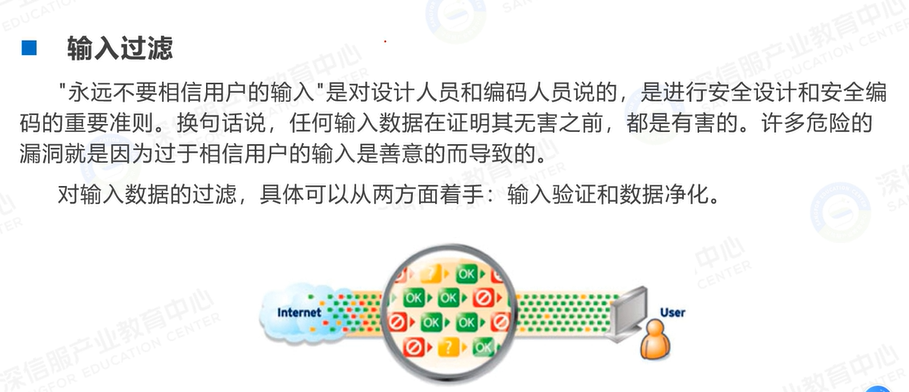 输入过滤
"永远不要相信用户的输入"是对设计人员和编码人员说的，是进行安全设计和安全编
码的重要准则。换句话说，任何输入数据在证明其无害之前，都是有害的。许多危险的
漏洞就是因为过于相信用户的输入是善意的而导致的。
对输入数据的过滤，具体可以从两方面着手：输入验证和数据净化。
? OK
OK OK
OK OK
? OK
Internet
User
深信服产业教育中心
SANGFOR EDUCATION CENTER